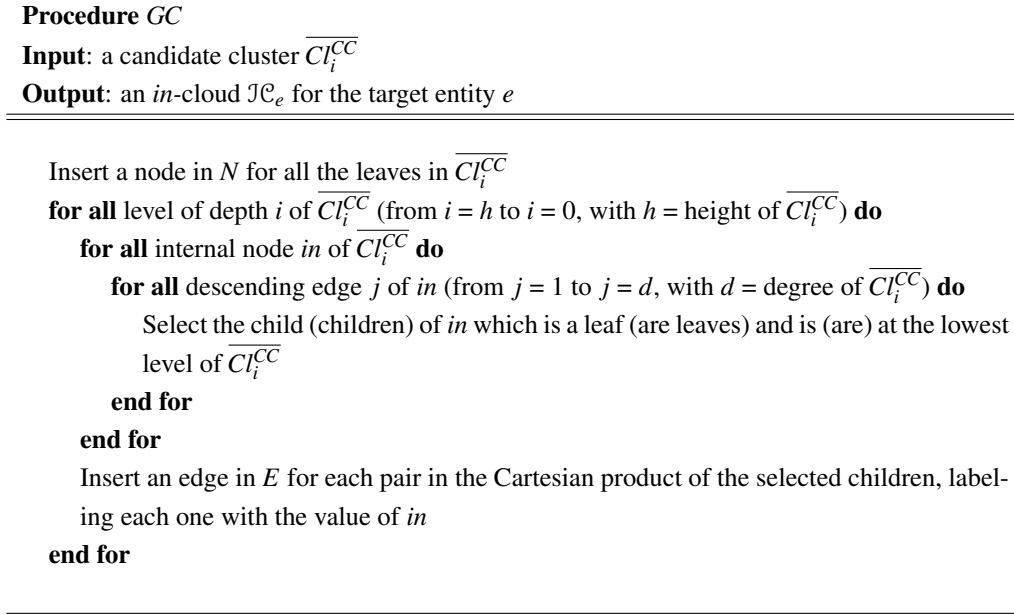 Procedure GC
Input: a candidate cluster $\overline{Cl_i^{CC}}$
Output: an in-cloud ℐ𝒞ₑ for the target entity e
Insert a node in N for all the leaves in $\overline{Cl_i^{CC}}$
for all level of depth i of $\overline{Cl_i^{CC}}$ (from i = h to i = 0, with h = height of $\overline{Cl_i^{CC}}$) do
for all internal node in of $\overline{Cl_i^{CC}}$ do
for all descending edge j of in (from j = 1 to j = d, with d = degree of $\overline{Cl_i^{CC}}$) do
Select the child (children) of in which is a leaf (are leaves) and is (are) at the lowest
level of $\overline{Cl_i^{CC}}$
end for
end for
Insert an edge in E for each pair in the Cartesian product of the selected children, label-
ing each one with the value of in
end for